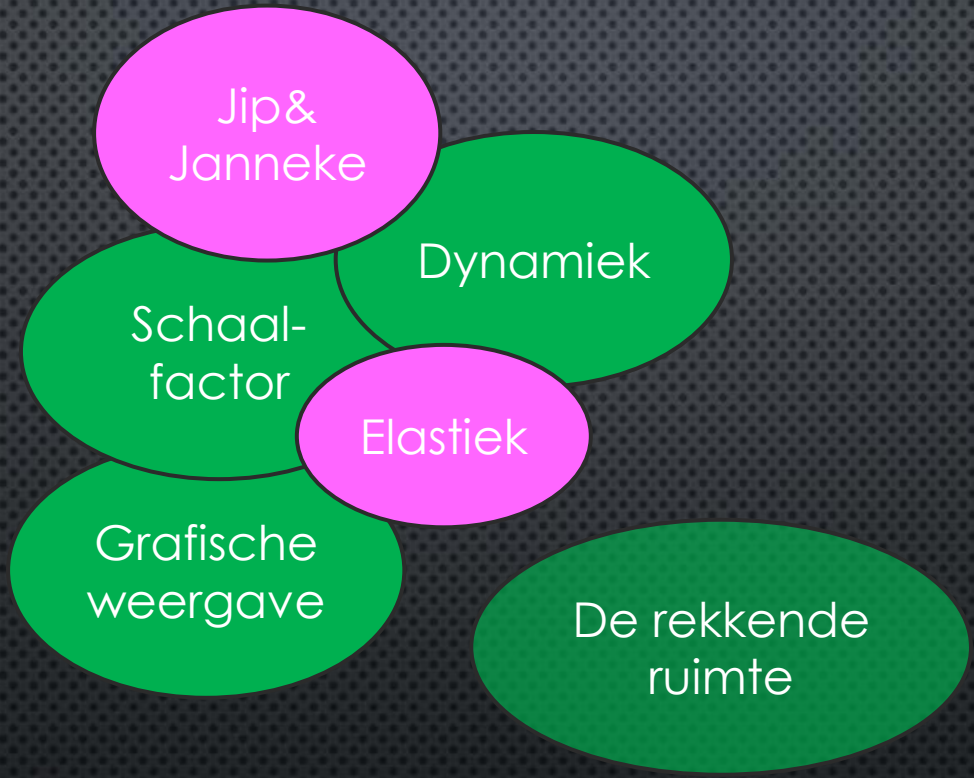 Jip&
Janneke
Dynamiek
Schaal-
factor
Elastiek
Grafische
weergave
De rekkende
ruimte